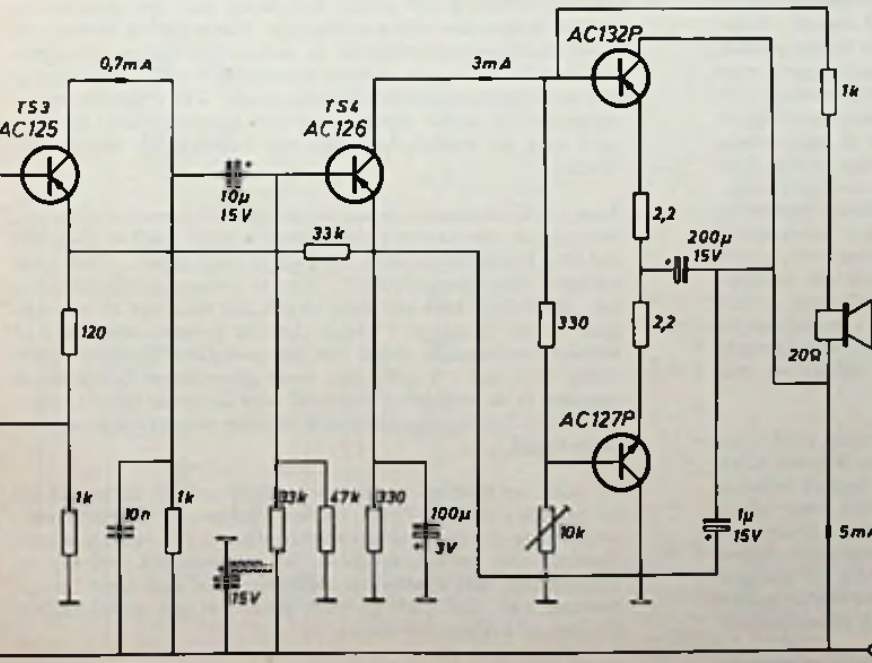 0,7mA
3mA
AC132P
1k
TS3
AC125
TS4
AC126
10μ
15V
33k
2,2
200μ
15V
120
330
2,2
20Ω
AC127P
1k
10n
1k
33k
47k
330
100μ
3V
10k
1μ
15V
5mA
15V